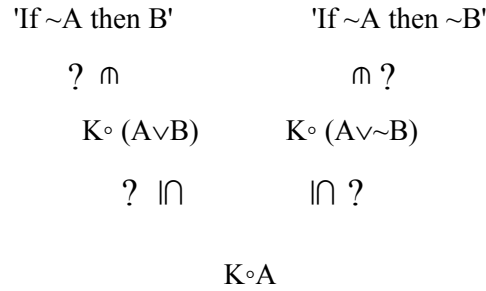 'If ~A then B' 'If ~A then ~B'
? ⋒ ⋒ ?
K∘ (A∨B) K∘ (A∨~B)
? I⋂ I⋂ ?
K∘A